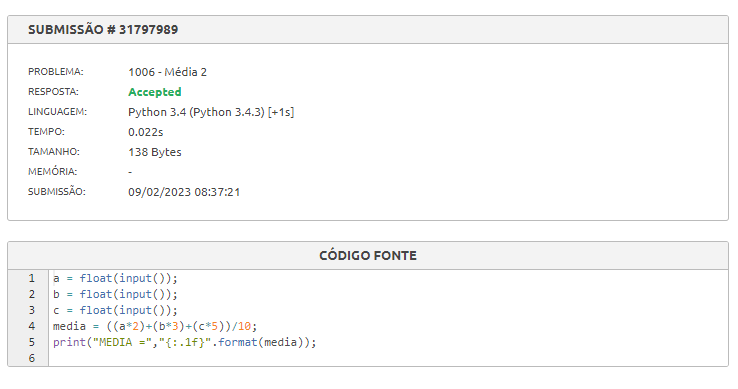 SUBMISSÃO # 31797989
PROBLEMA: 1006 - Média 2
RESPOSTA: Accepted
LINGUAGEM: Python 3.4 (Python 3.4.3) [+1s]
TEMPO: 0.022s
TAMANHO: 138 Bytes
MEMÓRIA: -
SUBMISSÃO: 09/02/2023 08:37:21
CÓDIGO FONTE
1 a = float(input());
2 b = float(input());
3 c = float(input());
4 media = ((a*2)+(b*3)+(c*5))/10;
5 print("MEDIA =","{:.1f}".format(media));
6